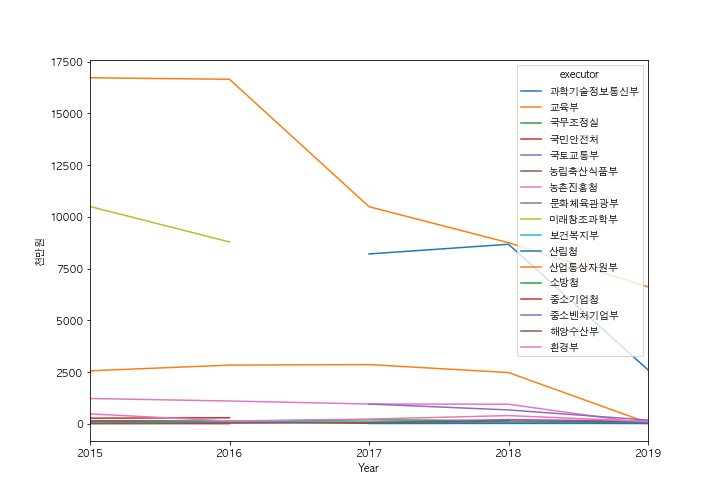 17500
15000
12500
10000
7500
5000
2500
0
천만원
2015
2016
2017
2018
2019
Year
executor
과학기술정보통신부
교육부
국무조정실
국민안전처
국토교통부
농림축산식품부
농촌진흥청
문화체육관광부
미래창조과학부
보건복지부
산림청
산업통상자원부
소방청
중소기업청
중소벤처기업부
해양수산부
환경부